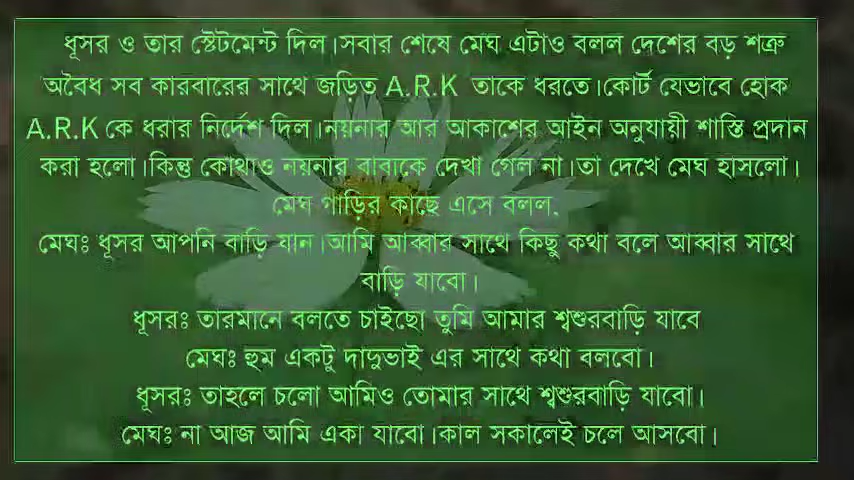 ধূসর ও তার স্টেটমেন্ট দিল।সবার শেষে মেঘ এটাও বলল দেশের বড় শত্রু
অবৈধ সব কারবারের সাথে জড়িত A.R.K তাকে ধরতে।কোর্ট যেভাবে হোক
A.R.K কে ধরার নির্দেশ দিল।নয়নার আর আকাশের আইন অনুযায়ী শাস্তি প্রদান
করা হলো।কিন্তু কোথাও নয়নার বাবাকে দেখা গেল না।তা দেখে মেঘ হাসলো।
মেঘ গাড়ির কাছে এসে বলল,
মেঘঃ ধূসর আপনি বাড়ি যান।আমি আব্বার সাথে কিছু কথা বলে আব্বার সাথে
বাড়ি যাবো।
ধূসরঃ তারমানে বলতে চাইছো তুমি আমার শ্বশুরবাড়ি যাবে
মেঘঃ হুম একটু দাদুভাই এর সাথে কথা বলবো।
ধূসরঃ তাহলে চলো আমিও তোমার সাথে শ্বশুরবাড়ি যাবো।
মেঘঃ না আজ আমি একা যাবো।কাল সকালেই চলে আসবো।